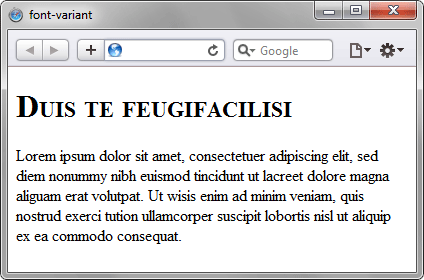 font-variant
Google
Duis te feugifacilisi
Lorem ipsum dolor sit amet, consectetuer adipiscing elit, sed
diem nonummy nibh euismod tincidunt ut lacreet dolore magna
aliguam erat volutpat. Ut wisis enim ad minim veniam, quis
nostrud exerci tution ullamcorper suscipit lobortis nisl ut aliquip
ex ea commodo consequat.